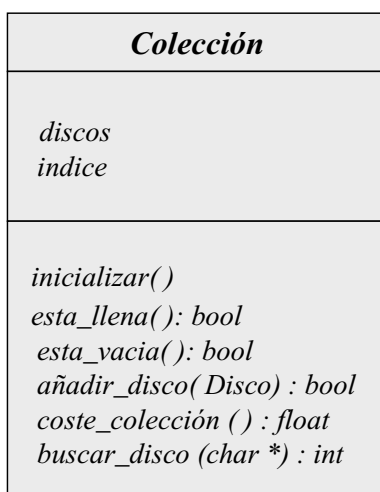 Colección
discos
indice
inicializar( )
esta_llena( ): bool
esta_vacia( ): bool
añadir_disco( Disco) : bool
coste_colección ( ) : float
buscar_disco (char *) : int